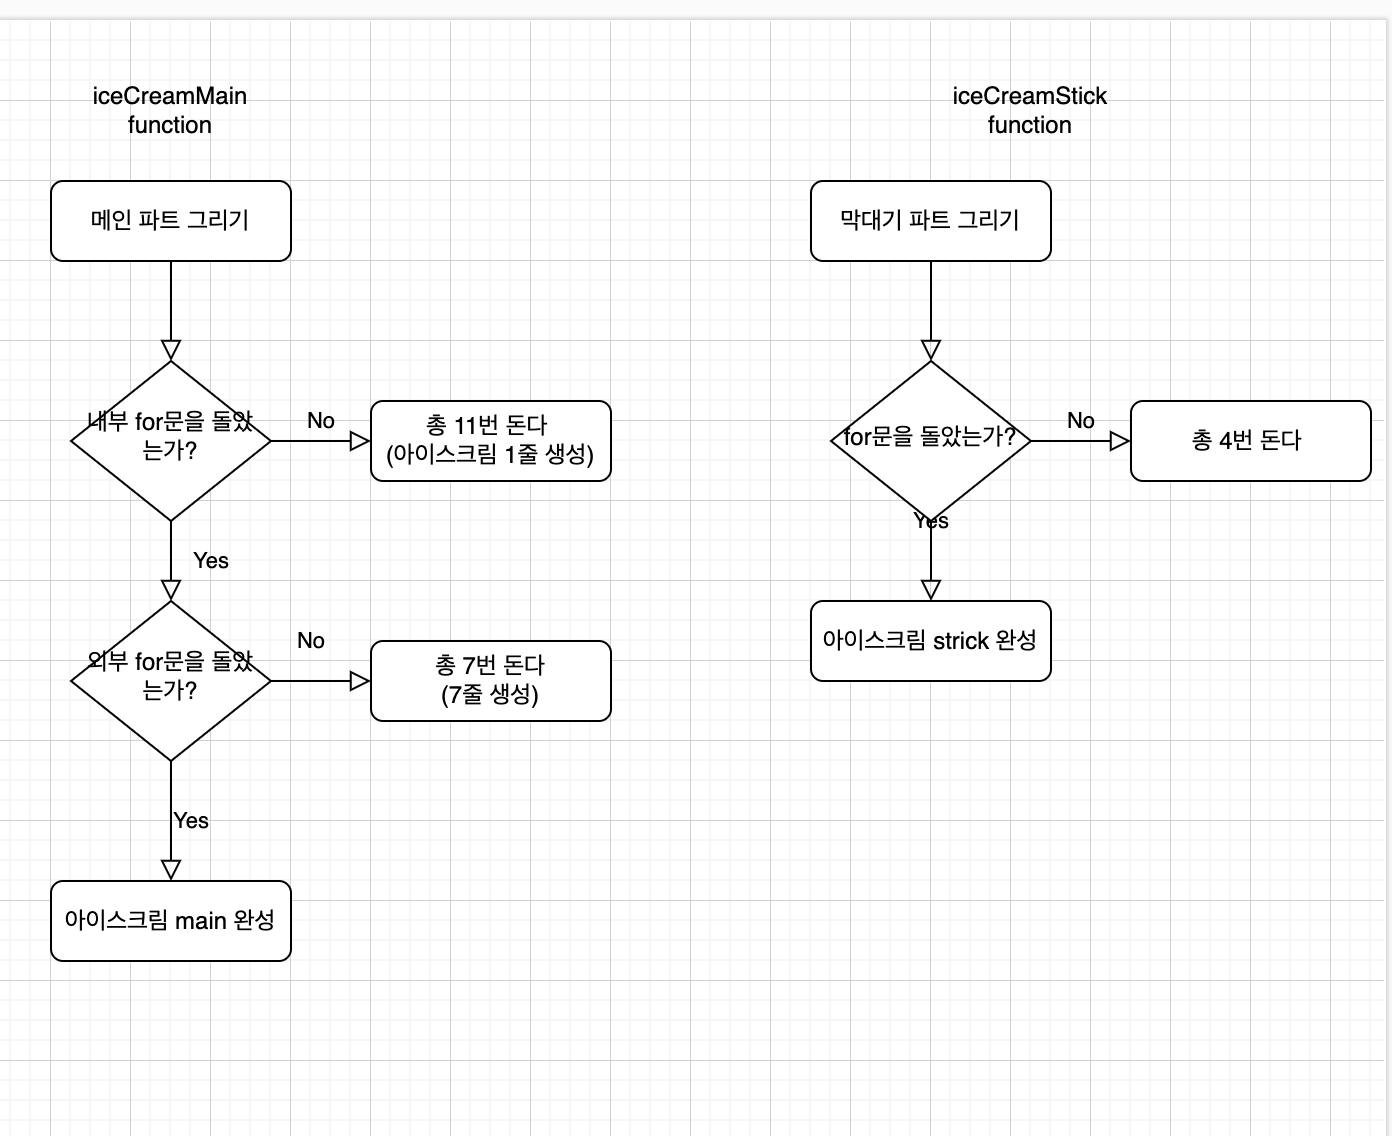 iceCreamMain
function
메인 파트 그리기
내부 for문을 돌았
는가?
No
총 11번 돈다
(아이스크림 1줄 생성)
Yes
외부 for문을 돌았
는가?
No
총 7번 돈다
(7줄 생성)
Yes
아이스크림 main 완성
iceCreamStick
function
막대기 파트 그리기
for문을 돌았는가?
No
총 4번 돈다
Yes
아이스크림 strick 완성